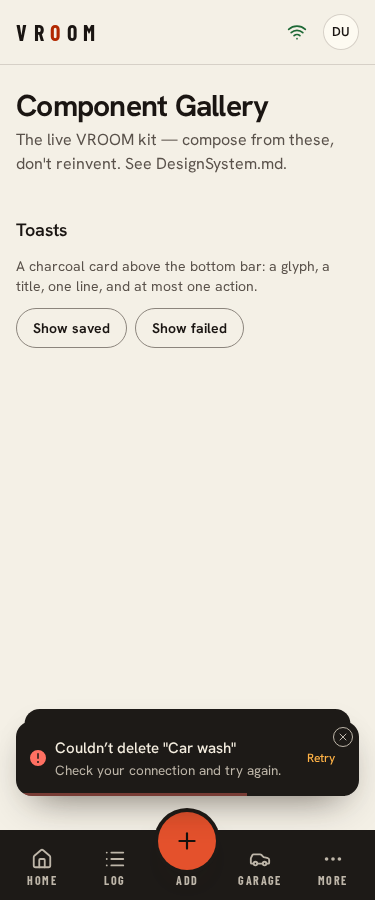 VROOM
DU
Component Gallery
The live VROOM kit — compose from these,
don't reinvent. See DesignSystem.md.
Toasts
A charcoal card above the bottom bar: a glyph, a
title, one line, and at most one action.
Show saved
Show failed
Couldn’t delete "Car wash"
Check your connection and try again.
Retry
HOME
LOG
ADD
GARAGE
MORE